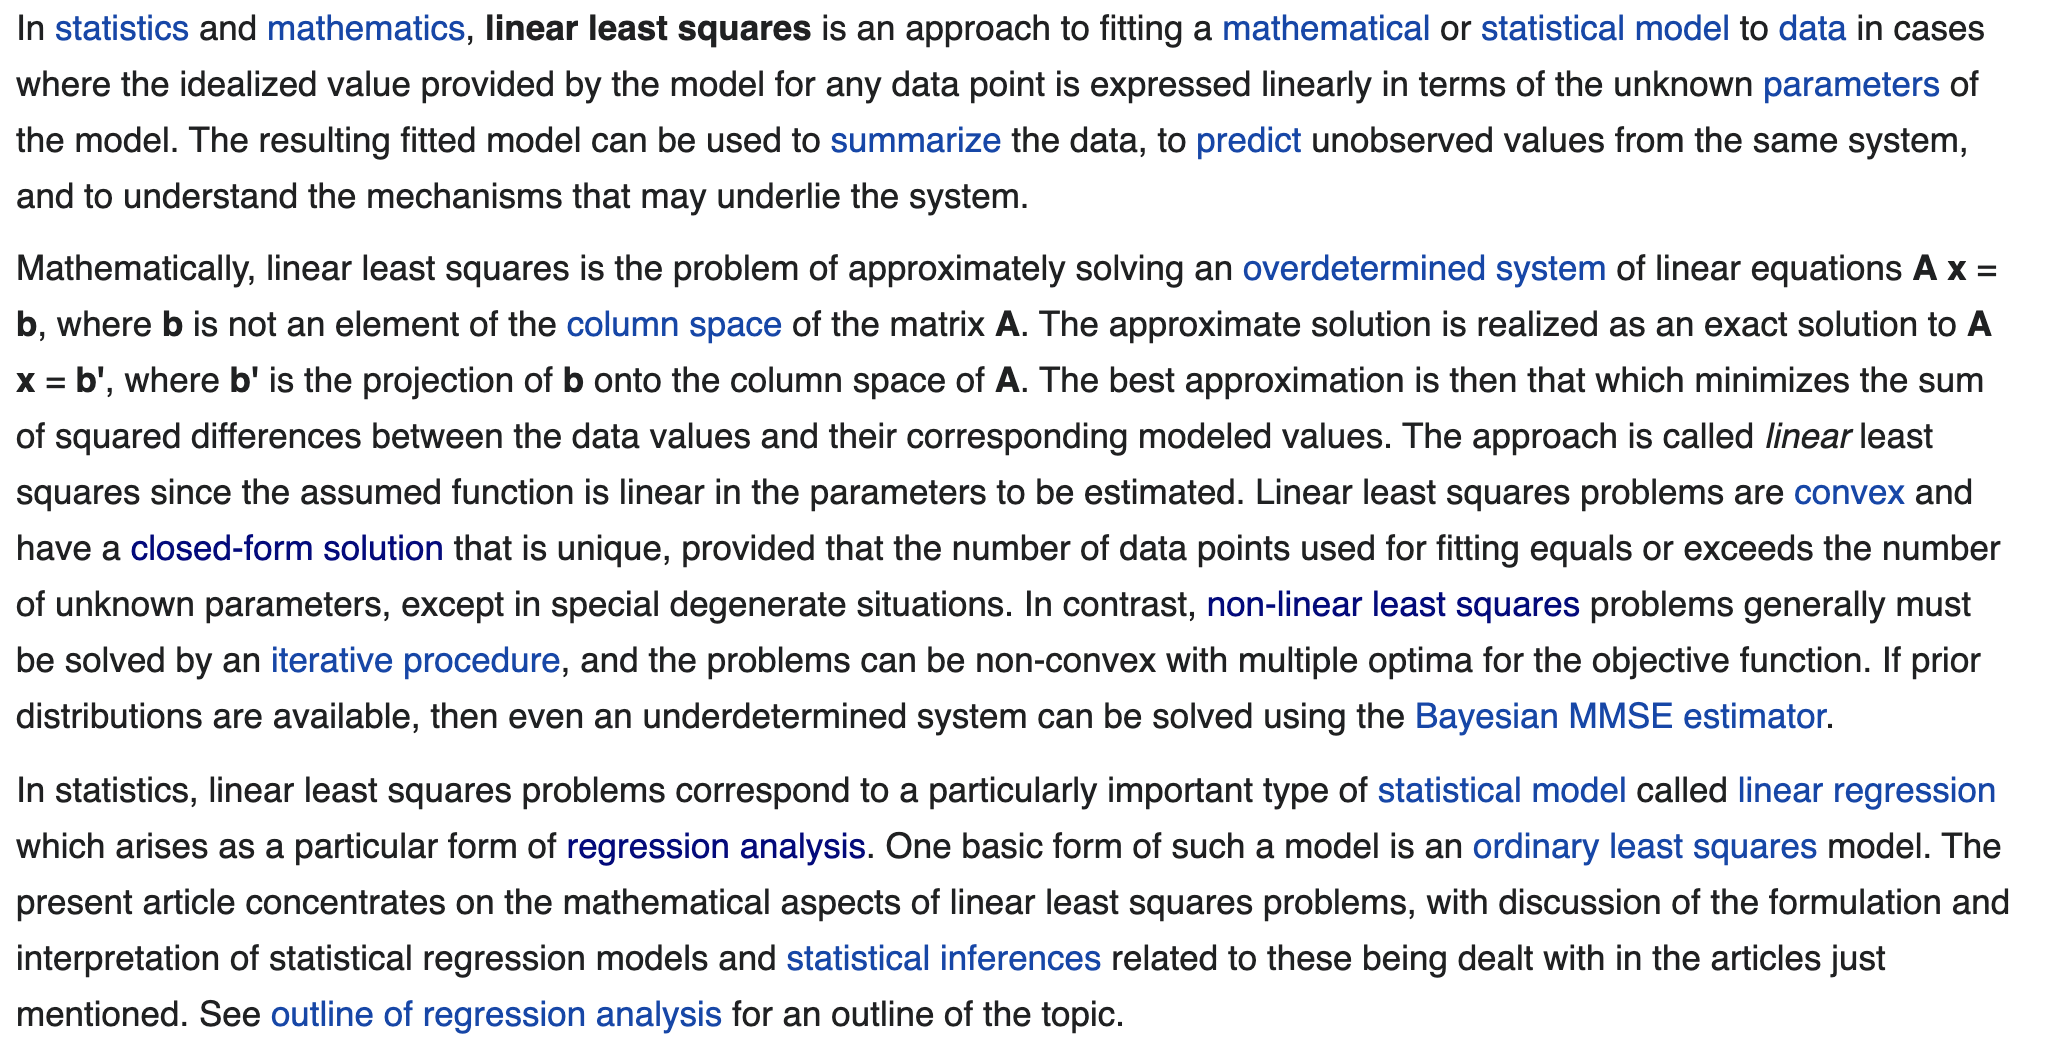 In statistics and mathematics, linear least squares is an approach to fitting a mathematical or statistical model to data in cases
where the idealized value provided by the model for any data point is expressed linearly in terms of the unknown parameters of
the model. The resulting fitted model can be used to summarize the data, to predict unobserved values from the same system,
and to understand the mechanisms that may underlie the system.
Mathematically, linear least squares is the problem of approximately solving an overdetermined system of linear equations A x =
b, where b is not an element of the column space of the matrix A. The approximate solution is realized as an exact solution to A
x = b', where b' is the projection of b onto the column space of A. The best approximation is then that which minimizes the sum
of squared differences between the data values and their corresponding modeled values. The approach is called linear least
squares since the assumed function is linear in the parameters to be estimated. Linear least squares problems are convex and
have a closed-form solution that is unique, provided that the number of data points used for fitting equals or exceeds the number
of unknown parameters, except in special degenerate situations. In contrast, non-linear least squares problems generally must
be solved by an iterative procedure, and the problems can be non-convex with multiple optima for the objective function. If prior
distributions are available, then even an underdetermined system can be solved using the Bayesian MMSE estimator.
In statistics, linear least squares problems correspond to a particularly important type of statistical model called linear regression
which arises as a particular form of regression analysis. One basic form of such a model is an ordinary least squares model. The
present article concentrates on the mathematical aspects of linear least squares problems, with discussion of the formulation and
interpretation of statistical regression models and statistical inferences related to these being dealt with in the articles just
mentioned. See outline of regression analysis for an outline of the topic.